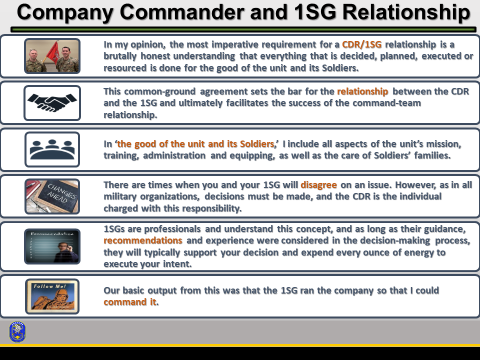 Company Commander and 1SG Relationship
In my opinion, the most imperative requirement for a CDR/1SG relationship is a
brutally honest understanding that everything that is decided, planned, executed or
resourced is done for the good of the unit and its Soldiers.
This common-ground agreement sets the bar for the relationship between the CDR
and the 1SG and ultimately facilitates the success of the command-team
relationship.
In ‘the good of the unit and its Soldiers,’ I include all aspects of the unit’s mission,
training, administration and equipping, as well as the care of Soldiers’ families.
CHANGES
AHEAD
There are times when you and your 1SG will disagree on an issue. However, as in all
military organizations, decisions must be made, and the CDR is the individual
charged with this responsibility.
1SGs are professionals and understand this concept, and as long as their guidance,
recommendations and experience were considered in the decision-making process,
they will typically support your decision and expend every ounce of energy to
execute your intent.
Follow Me!
Our basic output from this was that the 1SG ran the company so that I could
command it.